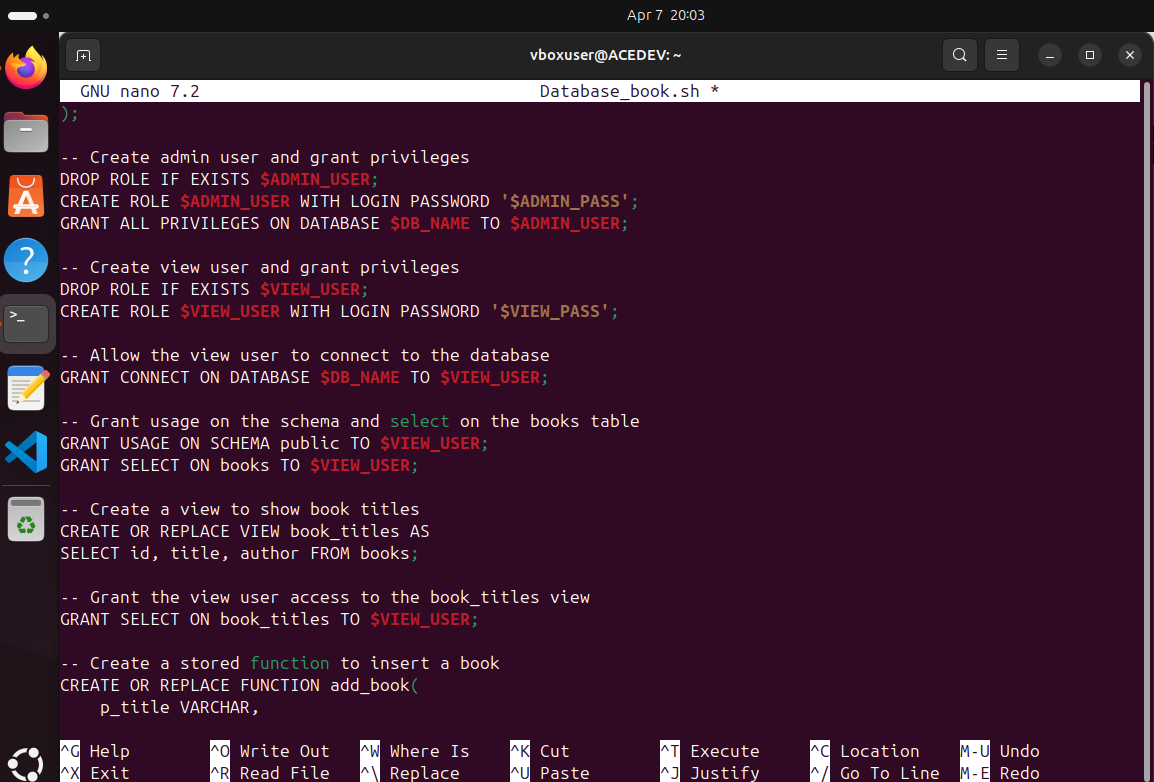 Apr 7 20:03
vboxuser@ACEDEV: ~
GNU nano 7.2 Database_book.sh *
);
-- Create admin user and grant privileges
DROP ROLE IF EXISTS $ADMIN_USER;
CREATE ROLE $ADMIN_USER WITH LOGIN PASSWORD '$ADMIN_PASS';
GRANT ALL PRIVILEGES ON DATABASE $DB_NAME TO $ADMIN_USER;
-- Create view user and grant privileges
DROP ROLE IF EXISTS $VIEW_USER;
CREATE ROLE $VIEW_USER WITH LOGIN PASSWORD '$VIEW_PASS';
-- Allow the view user to connect to the database
GRANT CONNECT ON DATABASE $DB_NAME TO $VIEW_USER;
-- Grant usage on the schema and select on the books table
GRANT USAGE ON SCHEMA public TO $VIEW_USER;
GRANT SELECT ON books TO $VIEW_USER;
-- Create a view to show book titles
CREATE OR REPLACE VIEW book_titles AS
SELECT id, title, author FROM books;
-- Grant the view user access to the book_titles view
GRANT SELECT ON book_titles TO $VIEW_USER;
-- Create a stored function to insert a book
CREATE OR REPLACE FUNCTION add_book(
    p_title VARCHAR,
^G Help ^O Write Out ^W Where Is ^K Cut ^T Execute ^C Location M-U Undo
^X Exit ^R Read File ^\ Replace ^U Paste ^J Justify ^/ Go To Line M-E Redo